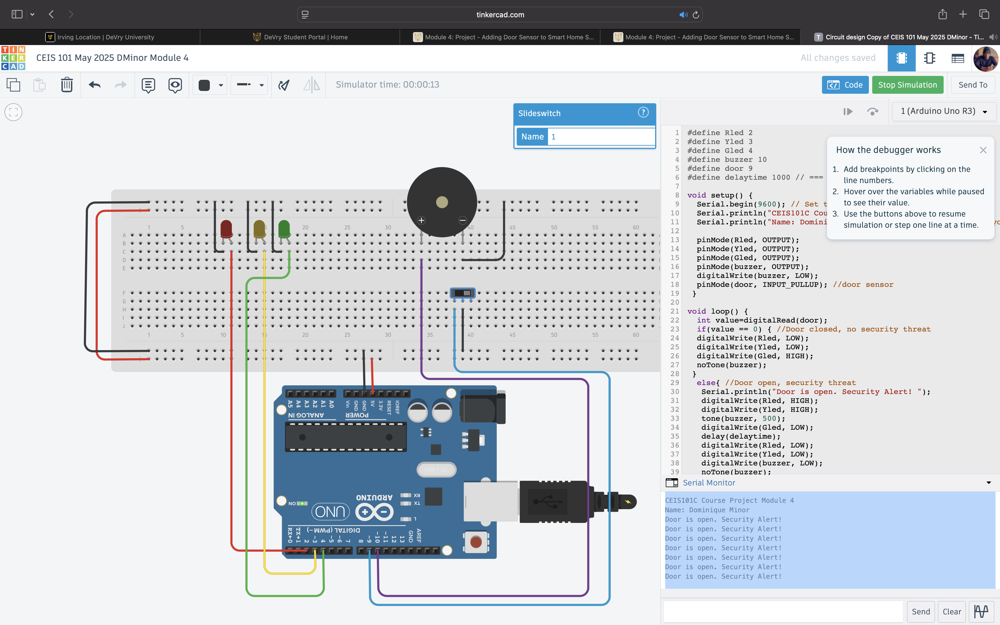 tinkercad.com
Irving Location | DeVry University
DeVry Student Portal | Home
Module 4: Project - Adding Door Sensor to Smart Home S...
Module 4: Project - Adding Door Sensor to Smart Home S...
T Circuit design Copy of CEIS 101 May 2025 DMinor - Ti...
TIN
KER
CAD
CEIS 101 May 2025 DMinor Module 4
All changes saved
Simulator time: 00:00:13
Code
Stop Simulation
Send To
Slideswitch ?
Name 1
1 (Arduino Uno R3)
1 #define Rled 2
2 #define Yled 3
3 #define Gled 4
4 #define buzzer 10
5 #define door 9
6 #define delaytime 1000 // ===
7
8 void setup() {
9 Serial.begin(9600); // Set t
10 Serial.println("CEIS101C Cou
11 Serial.println("Name: Domini
12
13 pinMode(Rled, OUTPUT);
14 pinMode(Yled, OUTPUT);
15 pinMode(Gled, OUTPUT);
16 pinMode(buzzer, OUTPUT);
17 digitalWrite(buzzer, LOW);
18 pinMode(door, INPUT_PULLUP); //door sensor
19 }
20
21 void loop() {
22 int value=digitalRead(door);
23 if(value == 0) { //Door closed, no security threat
24 digitalWrite(Rled, LOW);
25 digitalWrite(Yled, LOW);
26 digitalWrite(Gled, HIGH);
27 noTone(buzzer);
28 }
29 else{ //Door open, security threat
30 Serial.println("Door is open. Security Alert! ");
31 digitalWrite(Rled, HIGH);
32 digitalWrite(Yled, HIGH);
33 tone(buzzer, 500);
34 digitalWrite(Gled, LOW);
35 delay(delaytime);
36 digitalWrite(Rled, LOW);
37 digitalWrite(Yled, LOW);
38 digitalWrite(buzzer, LOW);
39 noTone(buzzer);
How the debugger works
1. Add breakpoints by clicking on the
line numbers.
2. Hover over the variables while paused
to see their value.
3. Use the buttons above to resume
simulation or step one line at a time.
Serial Monitor
CEIS101C Course Project Module 4
Name: Dominique Minor
Door is open. Security Alert!
Door is open. Security Alert!
Door is open. Security Alert!
Door is open. Security Alert!
Door is open. Security Alert!
Door is open. Security Alert!
Door is open. Security Alert!
Send
Clear
+ −
1 5 20 30 40 45 50 55 60
A
B
C
D
E
F
G
H
I
J
1 5 10 15 20 25 30 35 40 45 50 55 60
A5 A4 A3 A2 A1 A0 Vin GND GND 5V 3.3V RESET IOREF
ANALOG IN POWER
ARDUINO
UNO
ON
RX
TX
L
DIGITAL (PWM ~)
RX←0 TX→1 2 ~3 4 ~5 ~6 7 8 ~9 ~10 ~11 12 13 GND AREF